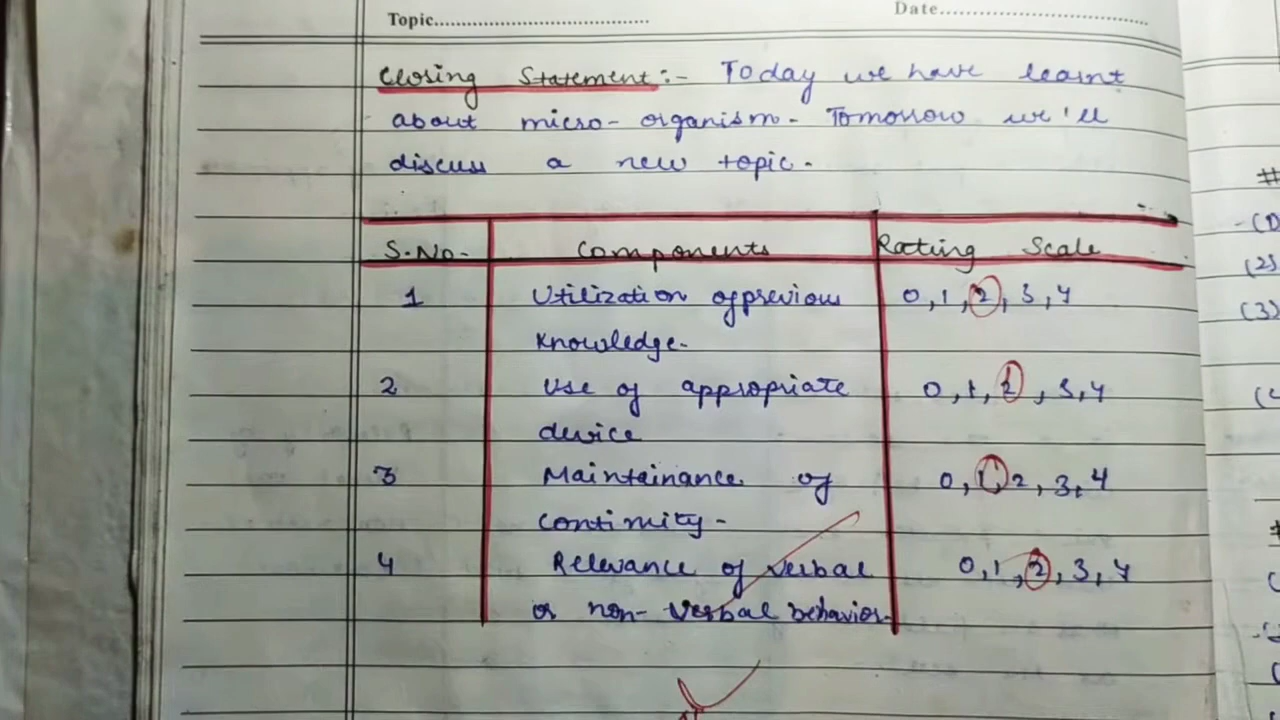 Topic.......................................
Date.......................................
Closing Statement:- Today we have learnt
about micro-organism. Tomorrow we'll
discuss a new topic.
S.No. Components Rating Scale
1 Utilization of previous 0, 1, 2, 3, 4
knowledge.
2 Use of appropriate 0, 1, 2, 3, 4
device
3 Maintainance of 0, 1, 2, 3, 4
continuity-
4 Relevance of verbal 0, 1, 2, 3, 4
or non-verbal behavior.
#
(2)
(3)